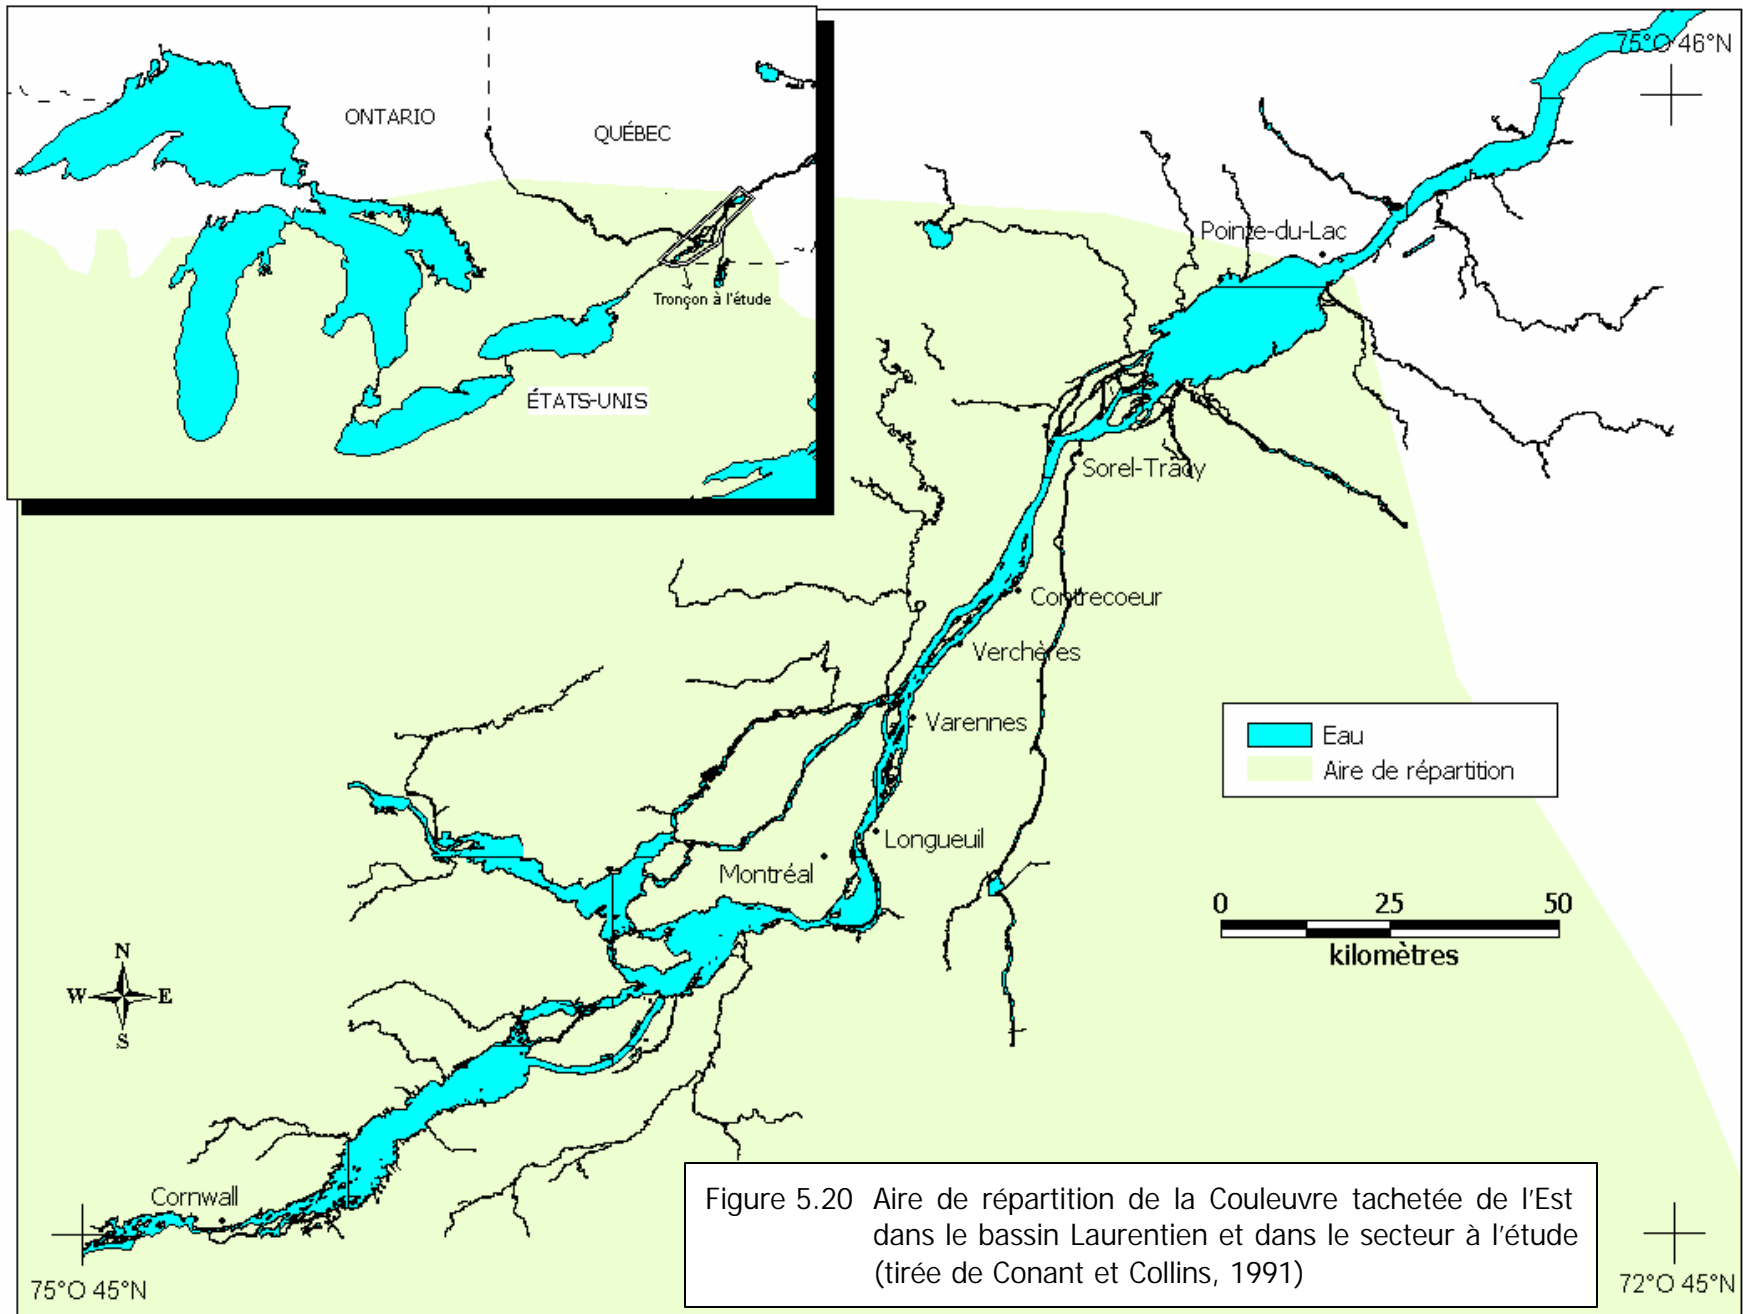 75°O 46°N
ONTARIO
QUÉBEC
Tronçon à l'étude
ÉTATS-UNIS
Pointe-du-Lac
Sorel-Tracy
Contrecoeur
Verchères
Varennes
Longueuil
Montréal
Cornwall
Eau
Aire de répartition
0 25 50
kilomètres
N
W E
S
Figure 5.20 Aire de répartition de la Couleuvre tachetée de l'Est
dans le bassin Laurentien et dans le secteur à l'étude
(tirée de Conant et Collins, 1991)
75°O 45°N
72°O 45°N